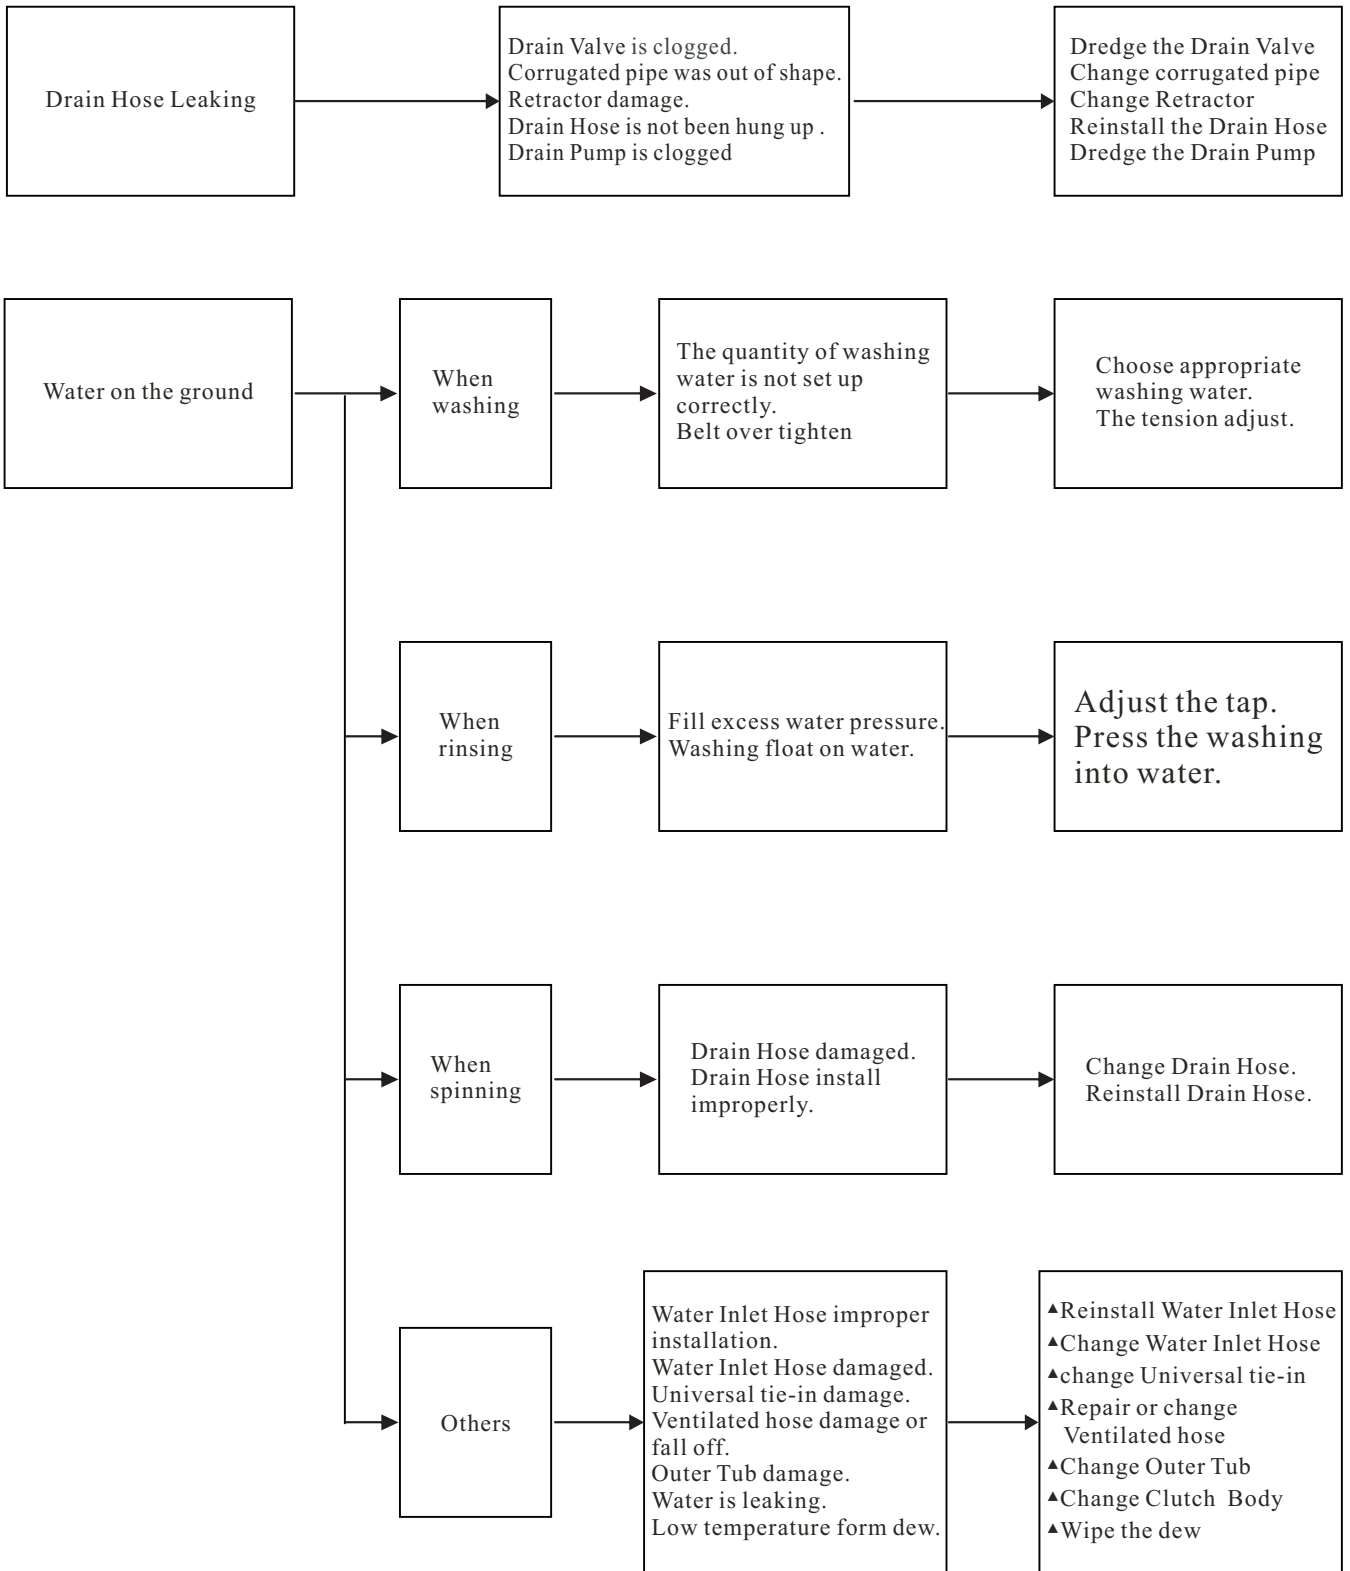 Drain Hose Leaking
Drain Valve is clogged.
Corrugated pipe was out of shape.
Retractor damage.
Drain Hose is not been hung up .
Drain Pump is clogged
Dredge the Drain Valve
Change corrugated pipe
Change Retractor
Reinstall the Drain Hose
Dredge the Drain Pump
Water on the ground
When
washing
The quantity of washing
water is not set up
correctly.
Belt over tighten
Choose appropriate
washing water.
The tension adjust.
When
rinsing
Fill excess water pressure.
Washing float on water.
Adjust the tap.
Press the washing
into water.
When
spinning
Drain Hose damaged.
Drain Hose install
improperly.
Change Drain Hose.
Reinstall Drain Hose.
Others
Water Inlet Hose improper
installation.
Water Inlet Hose damaged.
Universal tie-in damage.
Ventilated hose damage or
fall off.
Outer Tub damage.
Water is leaking.
Low temperature form dew.
▲Reinstall Water Inlet Hose
▲Change Water Inlet Hose
▲change Universal tie-in
▲Repair or change
Ventilated hose
▲Change Outer Tub
▲Change Clutch Body
▲Wipe the dew